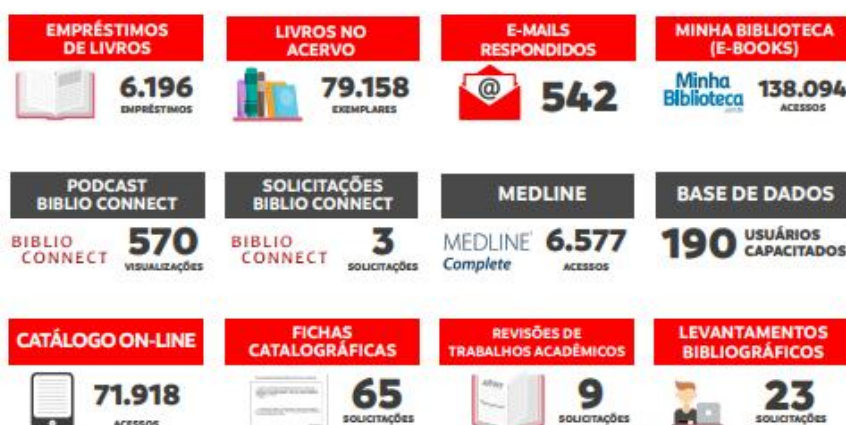 EMPRÉSTIMOS
DE LIVROS
6.196
EMPRÉSTIMOS
LIVROS NO
ACERVO
79.158
EXEMPLARES
E-MAILS
RESPONDIDOS
@
542
MINHA BIBLIOTECA
(E-BOOKS)
Minha
Biblioteca
138.094
ACESSOS
PODCAST
BIBLIO CONNECT
BIBLIO
CONNECT
570
VISUALIZAÇÕES
SOLICITAÇÕES
BIBLIO CONNECT
BIBLIO
CONNECT
3
SOLICITAÇÕES
MEDLINE
MEDLINE
Complete
6.577
ACESSOS
BASE DE DADOS
190 USUÁRIOS
CAPACITADOS
CATÁLOGO ON-LINE
71.918
ACESSOS
FICHAS
CATALOGRÁFICAS
65
SOLICITAÇÕES
REVISÕES DE
TRABALHOS ACADÊMICOS
9
SOLICITAÇÕES
LEVANTAMENTOS
BIBLIOGRÁFICOS
23
SOLICITAÇÕES